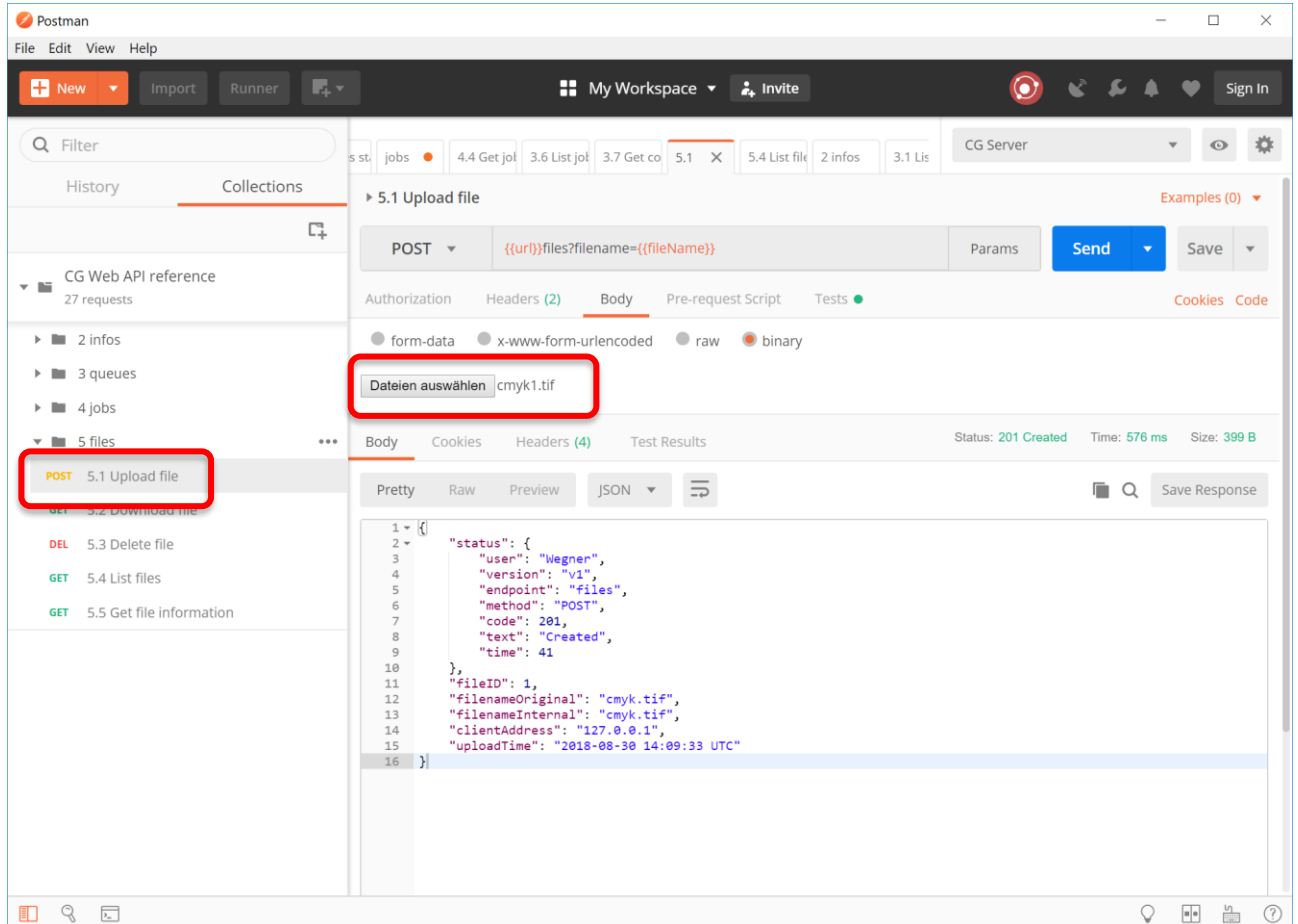 Postman
File Edit View Help
New Import Runner My Workspace Invite Sign In
Filter
History Collections
CG Web API reference
27 requests
2 infos
3 queues
4 jobs
5 files
POST 5.1 Upload file
GET 5.2 Download file
DEL 5.3 Delete file
GET 5.4 List files
GET 5.5 Get file information
s st jobs 4.4 Get jol 3.6 List jol 3.7 Get co 5.1 5.4 List file 2 infos 3.1 Lis
CG Server
5.1 Upload file Examples (0)
POST {{url}}files?filename={{fileName}} Params Send Save
Authorization Headers (2) Body Pre-request Script Tests Cookies Code
form-data x-www-form-urlencoded raw binary
Dateien auswählen cmyk1.tif
Body Cookies Headers (4) Test Results Status: 201 Created Time: 576 ms Size: 399 B
Pretty Raw Preview JSON Save Response
1 {
2 "status": {
3 "user": "Wegner",
4 "version": "v1",
5 "endpoint": "files",
6 "method": "POST",
7 "code": 201,
8 "text": "Created",
9 "time": 41
10 },
11 "fileID": 1,
12 "filenameOriginal": "cmyk.tif",
13 "filenameInternal": "cmyk.tif",
14 "clientAddress": "127.0.0.1",
15 "uploadTime": "2018-08-30 14:09:33 UTC"
16 }